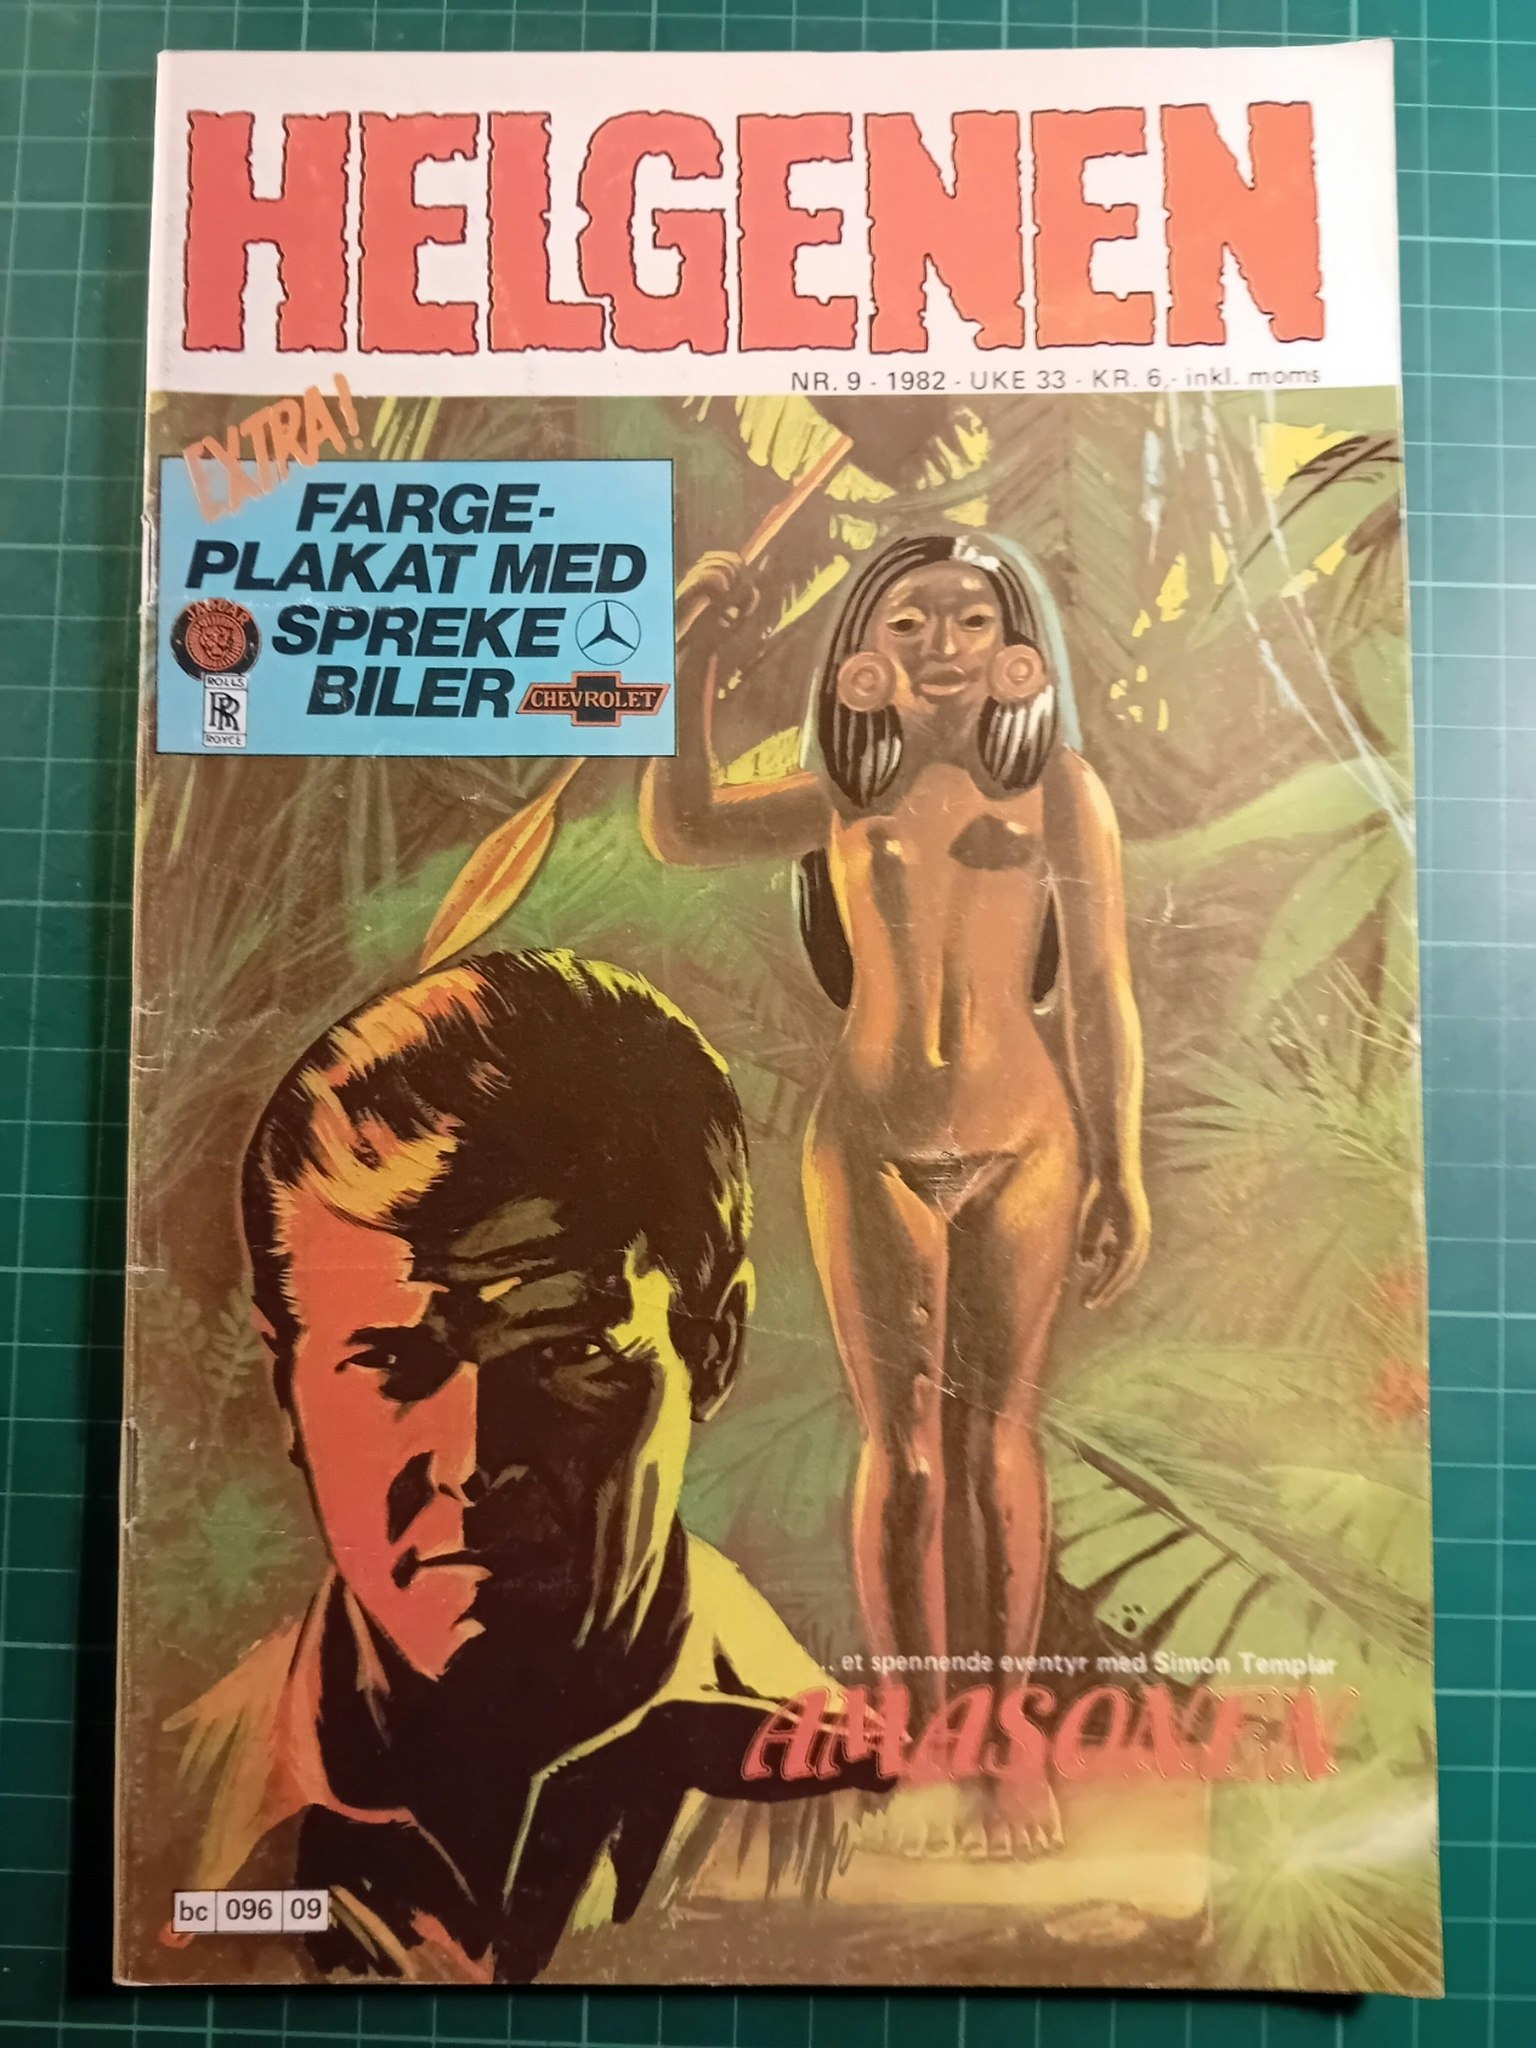 HELGENEN
NR. 9 - 1982 - UKE 33 - KR. 6,- inkl. moms
EXTRA!
FARGE-
PLAKAT MED
SPREKE
BILER
JAGUAR
ROLLS
RR
ROYCE
CHEVROLET
... et spennende eventyr med Simon Templar
AMASONEN
bc 096 09